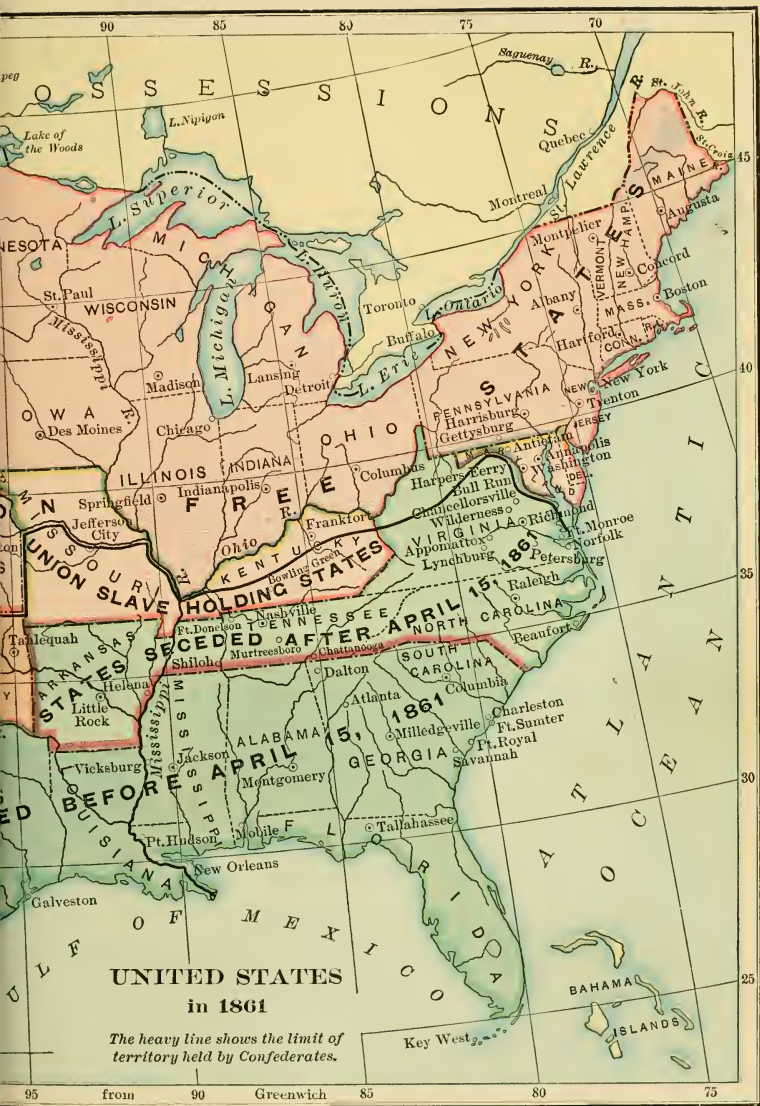 90
85
80
75
70
peg
O S S E S S I O N S
Saguenay R.
L. Nipigon
Lake of
the Woods
R. St. John R.
St. Croix
Quebec
St. Lawrence
45
MAINE
Montreal
Augusta
L. Superior
NESOTA
MICHIGAN
Montpelier
VERMONT
NEW HAMP.
Concord
L. Huron
St. Paul
WISCONSIN
L. Michigan
Toronto
L. Ontario
NEW YORK
Albany
MASS.
Boston
Mississippi
R.
Buffalo
Hartford
CONN.
R.I.
Madison
Lansing
Detroit
L. Erie
STATES
40
PENNSYLVANIA
NEW
JERSEY
New York
Trenton
OWA
Des Moines
Chicago
OHIO
Harrisburg
Gettysburg
MAR
Antietam
Annapolis
Washington
DEL.
ILLINOIS
INDIANA
Columbus
Harpers Ferry
Bull Run
Springfield
Indianapolis
FREE
Chancellorsville
Wilderness
N
MISSOURI
Jefferson
City
R.
Frankfort
VIRGINIA
Richmond
Ft. Monroe
Norfolk
ton
Ohio
KENTUCKY
Bowling Green
Appomattox
Lynchburg
Petersburg
UNION SLAVE HOLDING STATES
R.
35
Nashville
Raleigh
Ft. Donelson
TENNESSEE
NORTH CAROLINA
Tahlequah
ARKANSAS
STATES SECEDED AFTER APRIL 15, 1861
Shiloh
Murtreesboro
Chattanooga
Beaufort
Dalton
SOUTH
CAROLINA
Helena
Little
Rock
Y
Columbia
Atlanta
Mississippi
MISSISSIPPI
Charleston
Ft. Sumter
ALABAMA
Milledgeville
Pt. Royal
Savannah
Jackson
GEORGIA
Vicksburg
Montgomery
ED BEFORE APRIL 15, 1861
30
LOUISIANA
Pt. Hudson
Mobile
FLORIDA
Tallahassee
New Orleans
Galveston
ULF OF MEXICO
ATLANTIC
OCEAN
25
UNITED STATES
in 1861
BAHAMA
ISLANDS
The heavy line shows the limit of
territory held by Confederates.
Key West
95
from
90
Greenwich
85
80
75